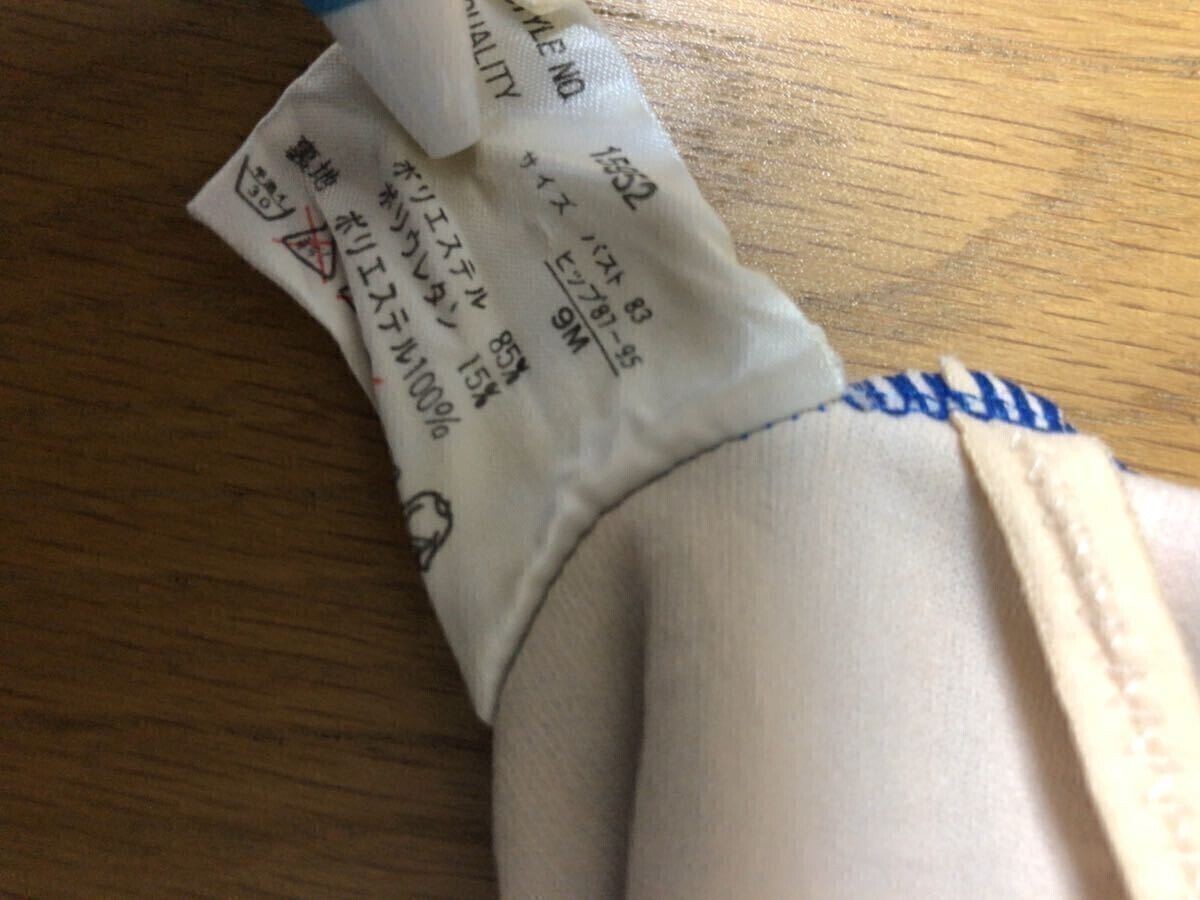 STYLE NO.
QUALITY
サイズ バスト 83
ヒップ87-95
9M
ポリエステル 85%
ポリウレタン 15%
裏地 ポリエステル100%
30